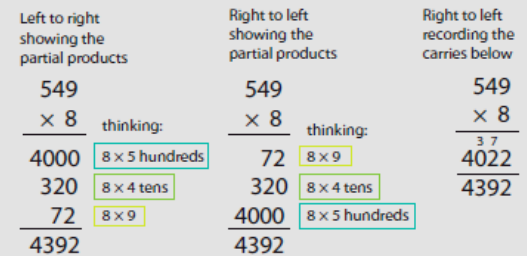 Left to right
showing the
partial products
549
× 8
thinking:
4000 8 × 5 hundreds
320 8 × 4 tens
72 8 × 9
4392
Right to left
showing the
partial products
549
× 8
thinking:
72 8 × 9
320 8 × 4 tens
4000 8 × 5 hundreds
4392
Right to left
recording the
carries below
549
× 8
3 7
4022
4392